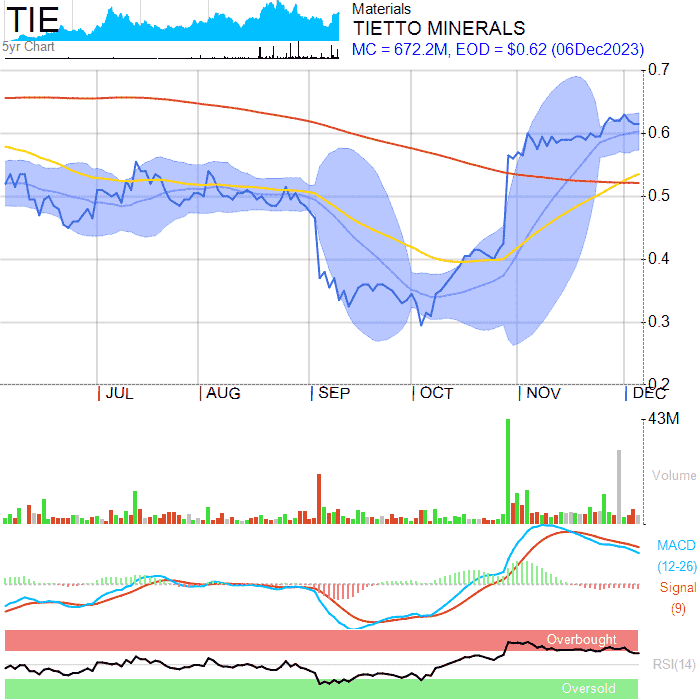 TIE
5yr Chart
Materials
TIETTO MINERALS
MC = 672.2M, EOD = $0.62 (06Dec2023)
0.7
0.6
0.5
0.4
0.3
0.2
JUL
AUG
SEP
OCT
NOV
DEC
43M
Volume
MACD
(12-26)
Signal
(9)
Overbought
RSI(14)
Oversold